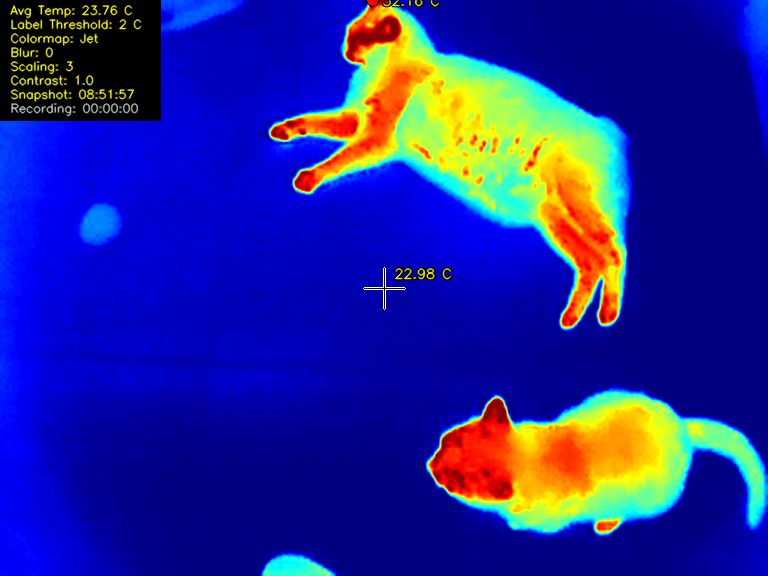 Avg Temp: 23.76 C
Label Threshold: 2 C
Colormap: Jet
Blur: 0
Scaling: 3
Contrast: 1.0
Snapshot: 08:51:57
Recording: 00:00:00
32.16 C
22.98 C